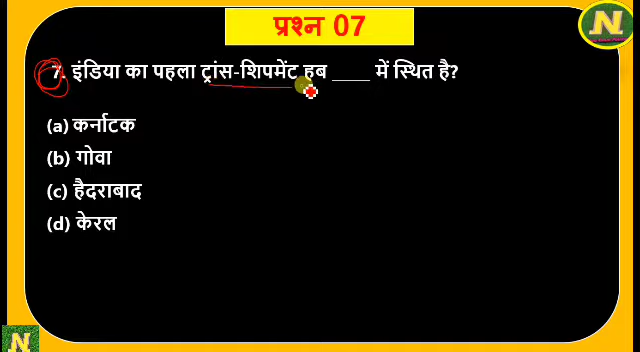 N
प्रश्न 07
7. इंडिया का पहला ट्रांस-शिपमेंट हब ____ में स्थित है?
(a) कर्नाटक
(b) गोवा
(c) हैदराबाद
(d) केरल
N